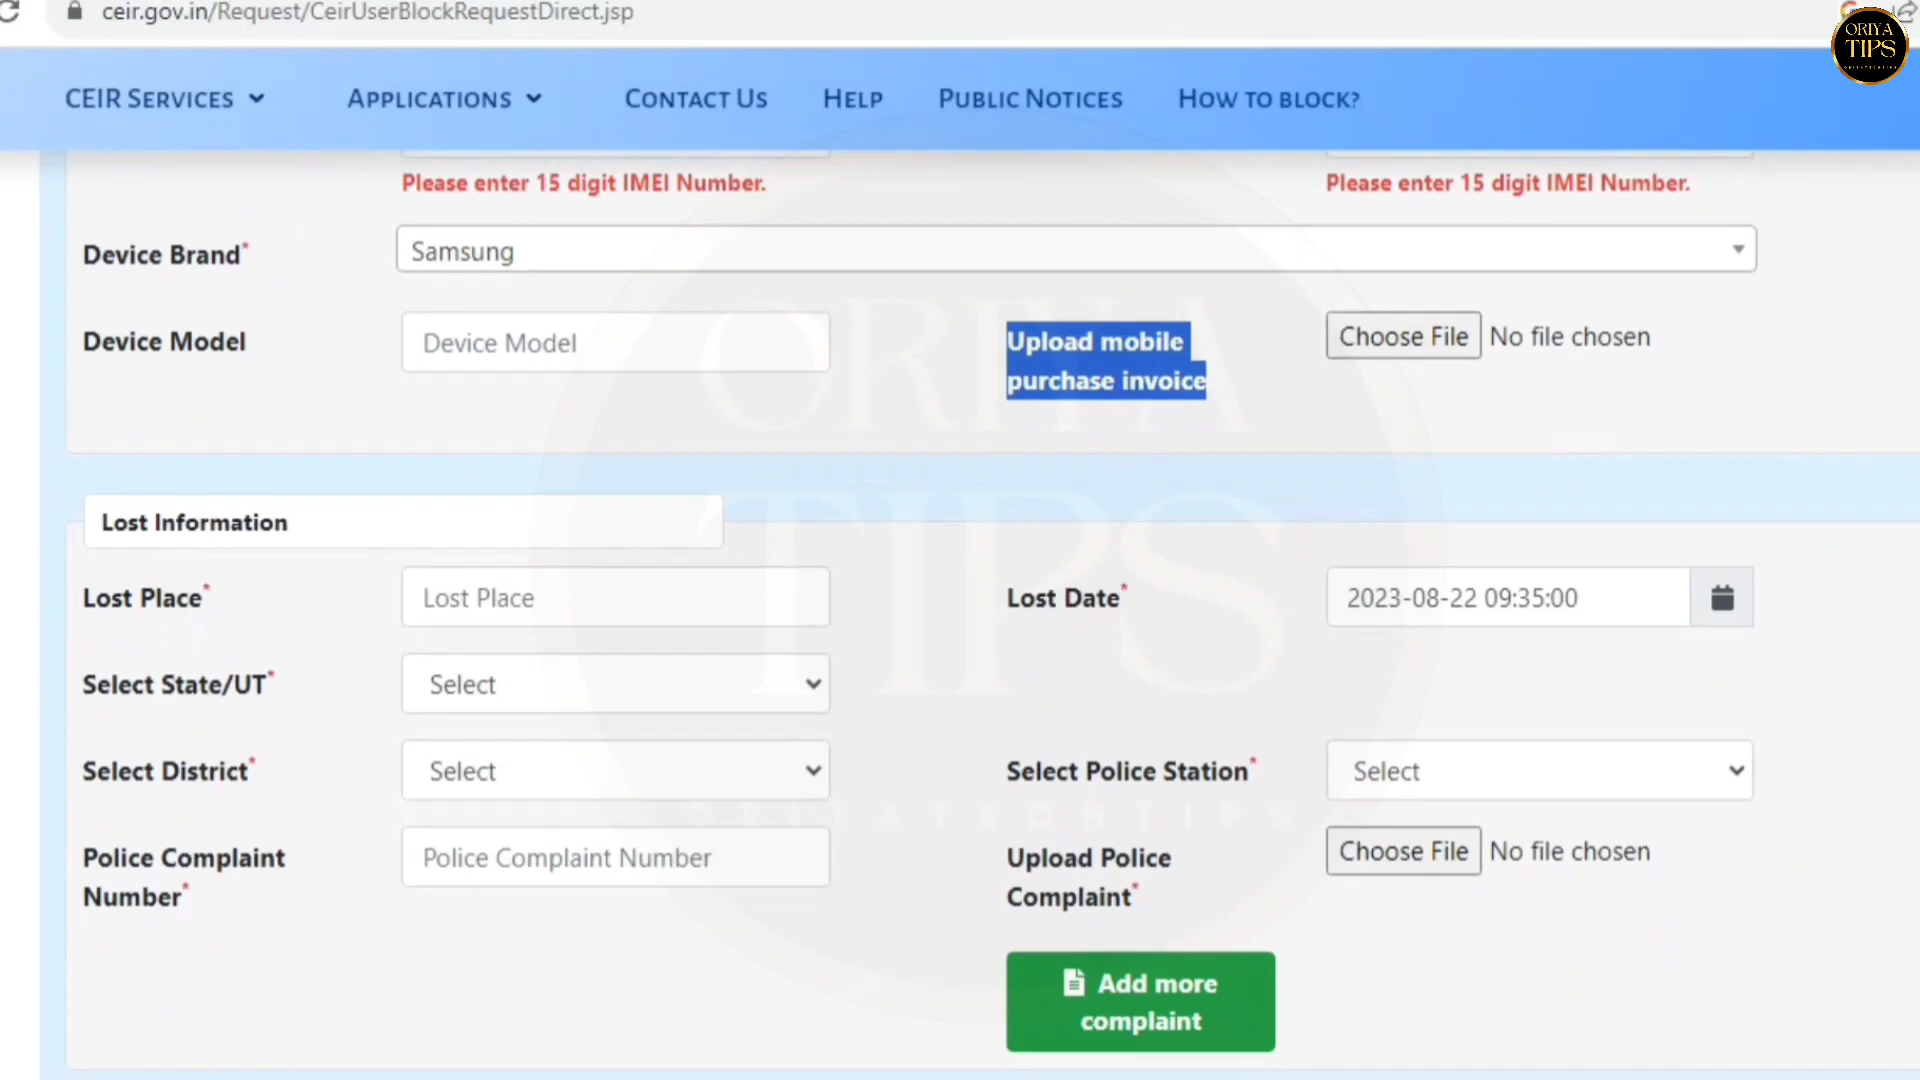 ceir.gov.in/Request/CeirUserBlockRequestDirect.jsp
ORIYA
TIPS
CEIR SERVICES
APPLICATIONS
CONTACT US
HELP
PUBLIC NOTICES
HOW TO BLOCK?
Please enter 15 digit IMEI Number.
Please enter 15 digit IMEI Number.
Device Brand*
Samsung
Device Model
Device Model
Upload mobile
purchase invoice
Choose File No file chosen
ORIYA
TIPS
ORIYATECHTIPS
Lost Information
Lost Place*
Lost Place
Lost Date*
2023-08-22 09:35:00
Select State/UT*
Select
Select District*
Select
Select Police Station*
Select
Police Complaint
Number*
Police Complaint Number
Upload Police
Complaint*
Choose File No file chosen
Add more
complaint